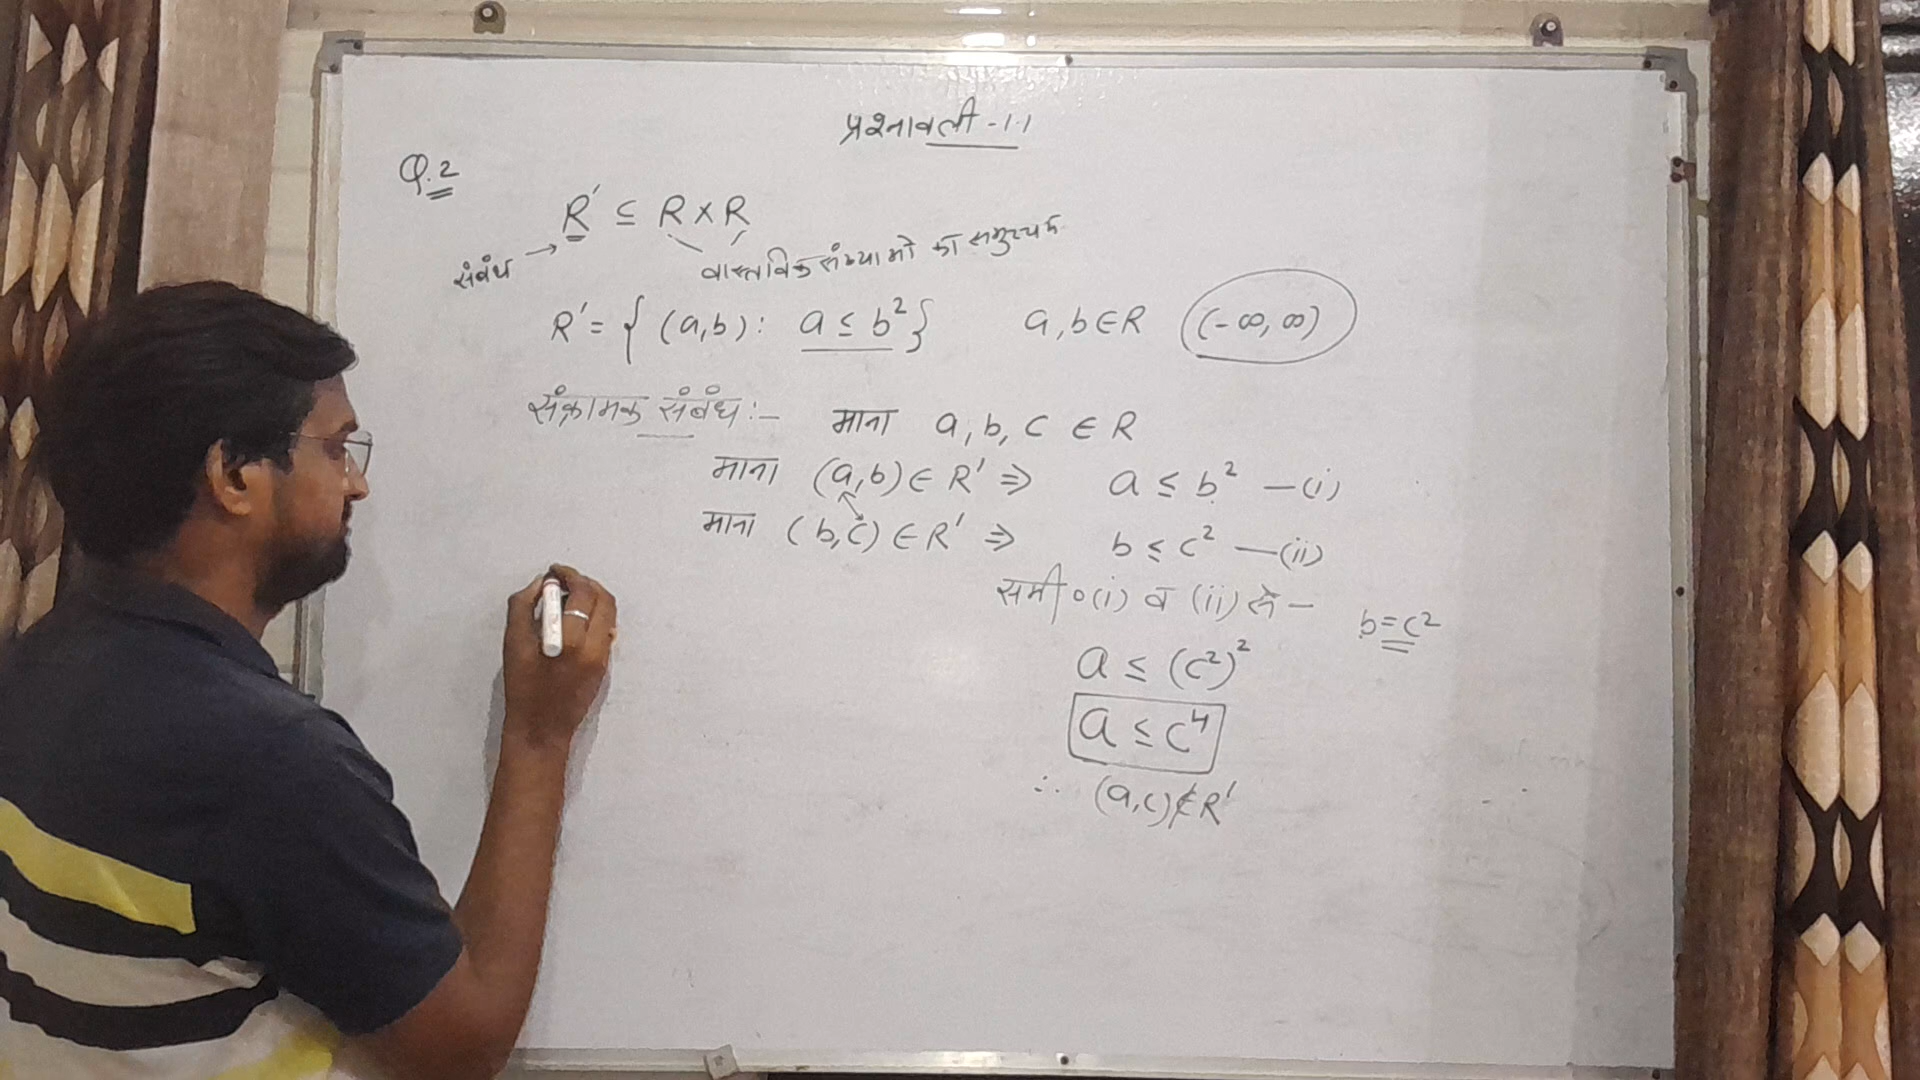 प्रश्नावली - 1.1
Q.2
R' ⊆ R × R
संबंध → वास्तविक संख्याओं का समुच्चय
R' = { (a,b) : a ≤ b² } a, b ∈ R (-∞, ∞)
संक्रामक संबंध :- माना a, b, c ∈ R
माना (a,b) ∈ R' ⇒ a ≤ b² —(i)
माना (b,c) ∈ R' ⇒ b ≤ c² —(ii)
समी० (i) व (ii) से —
b = c²
a ≤ (c²)²
a ≤ c⁴
∴ (a,c) ∉ R'